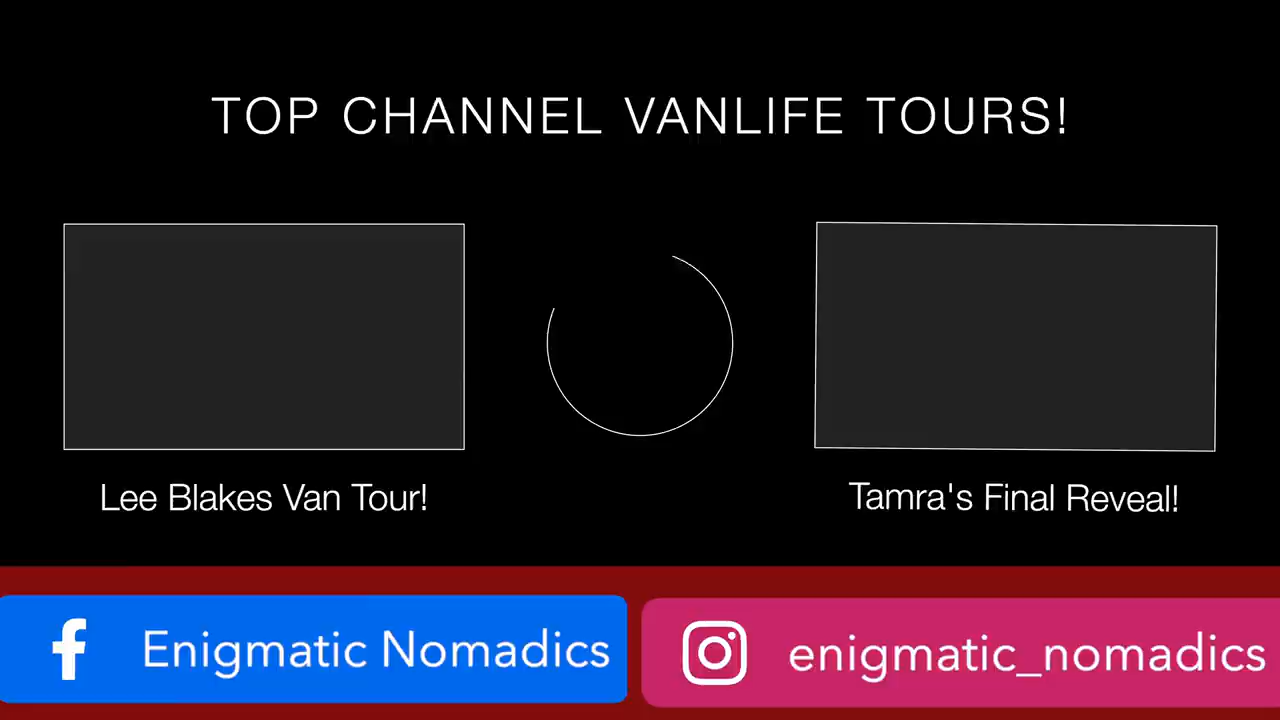 TOP CHANNEL VANLIFE TOURS!
Lee Blakes Van Tour!
Tamra's Final Reveal!
Enigmatic Nomadics
enigmatic_nomadics